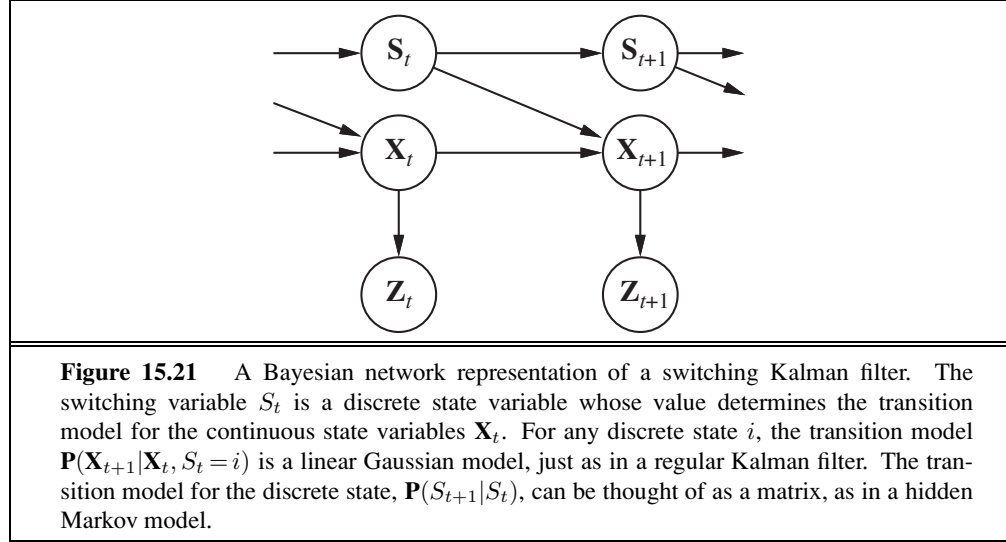 S_t S_{t+1}
X_t X_{t+1}
Z_t Z_{t+1}
Figure 15.21 A Bayesian network representation of a switching Kalman filter. The
switching variable S_t is a discrete state variable whose value determines the transition
model for the continuous state variables X_t. For any discrete state i, the transition model
P(X_{t+1}|X_t, S_t = i) is a linear Gaussian model, just as in a regular Kalman filter. The tran-
sition model for the discrete state, P(S_{t+1}|S_t), can be thought of as a matrix, as in a hidden
Markov model.